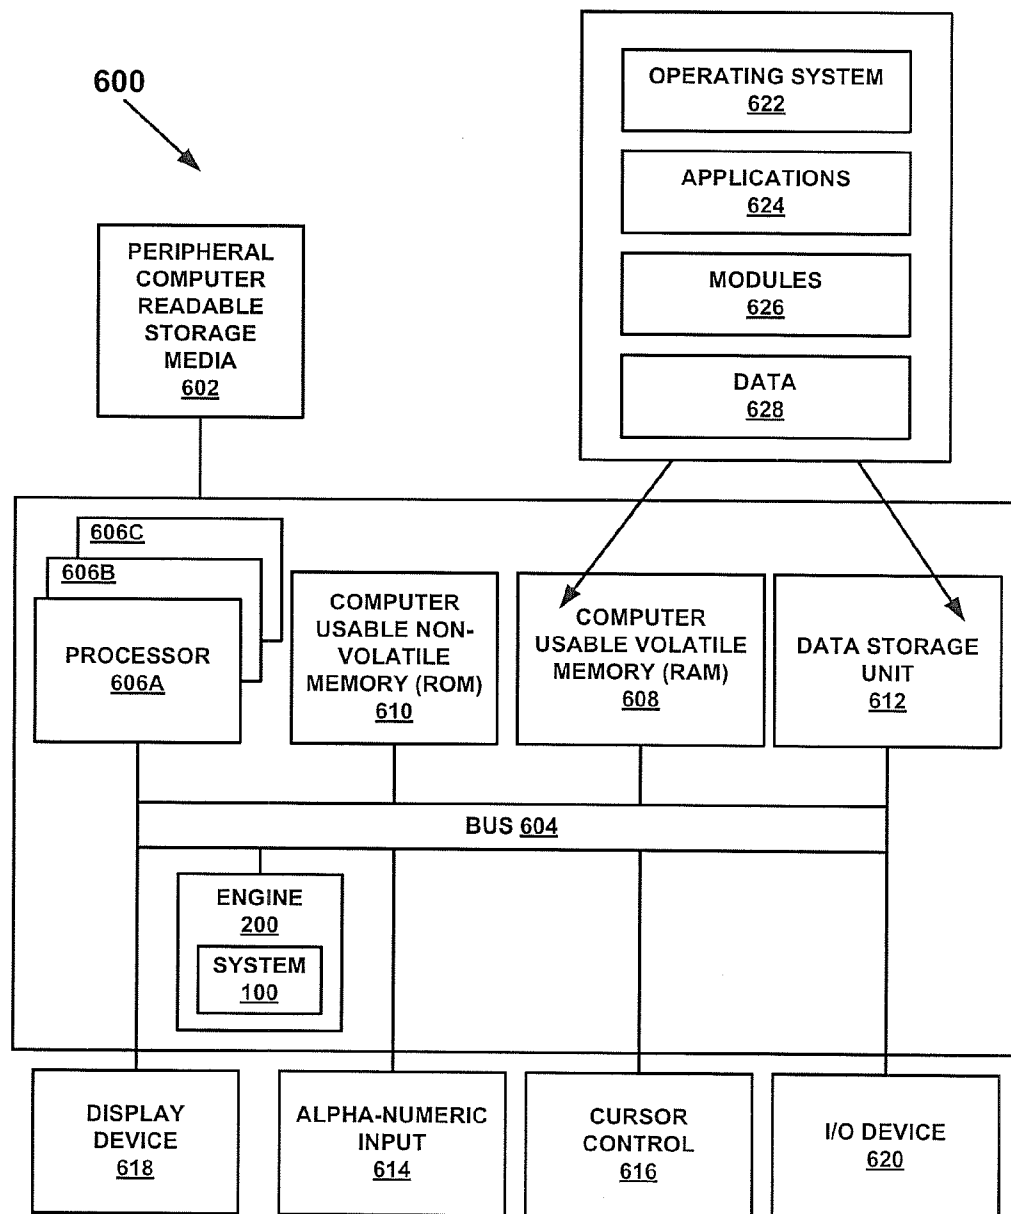 600
OPERATING SYSTEM
622
APPLICATIONS
624
MODULES
626
DATA
628
PERIPHERAL
COMPUTER
READABLE
STORAGE
MEDIA
602
606C
606B
PROCESSOR
606A
COMPUTER
USABLE NON-
VOLATILE
MEMORY (ROM)
610
COMPUTER
USABLE VOLATILE
MEMORY (RAM)
608
DATA STORAGE
UNIT
612
BUS 604
ENGINE
200
SYSTEM
100
DISPLAY
DEVICE
618
ALPHA-NUMERIC
INPUT
614
CURSOR
CONTROL
616
I/O DEVICE
620